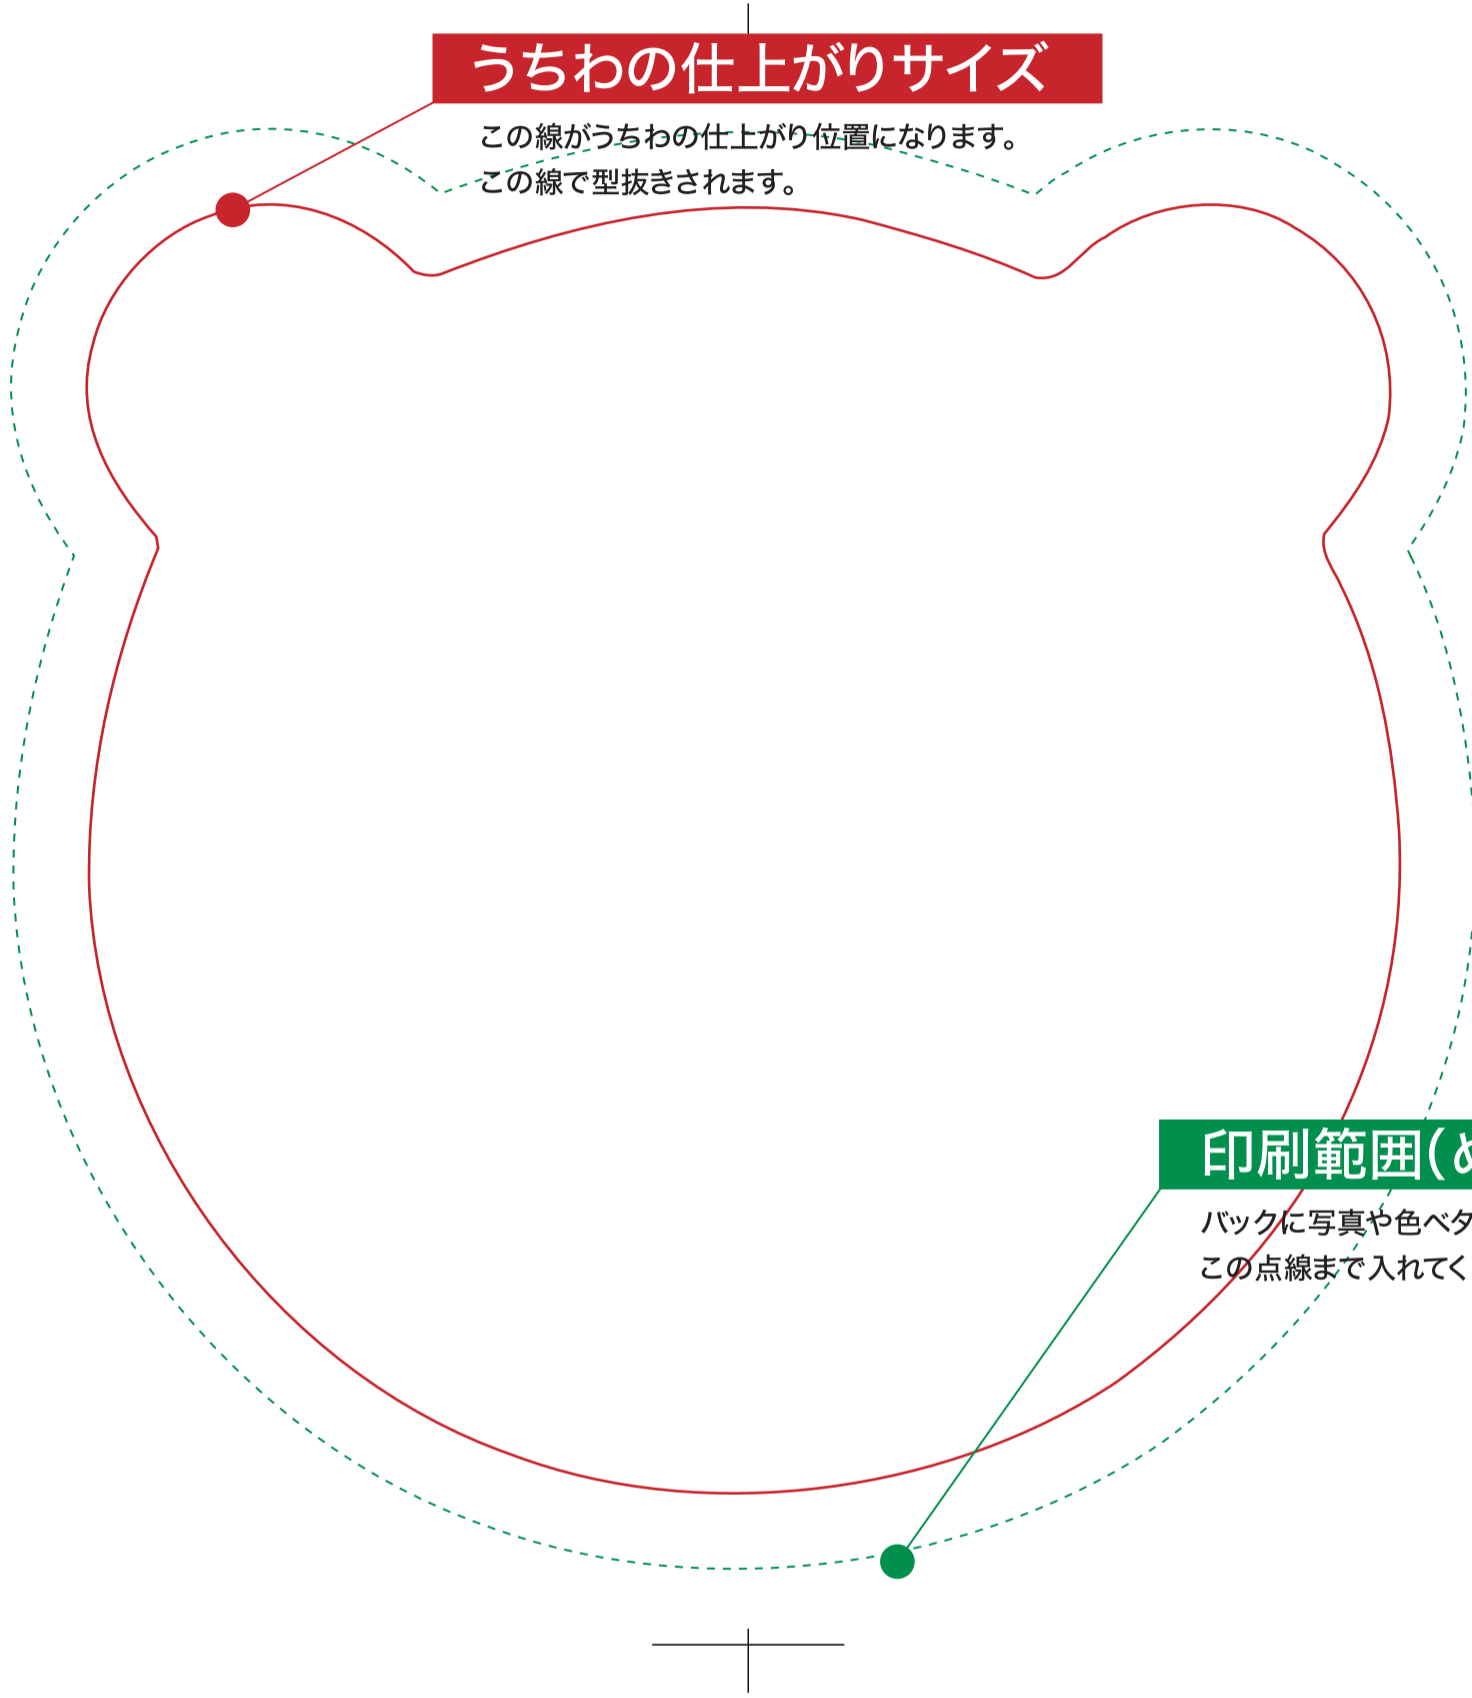 うちわの仕上がりサイズ
この線がうちわの仕上がり位置になります。
この線で型抜きされます。
印刷範囲(
バックに写真や色ベタ
この点線まで入れてく